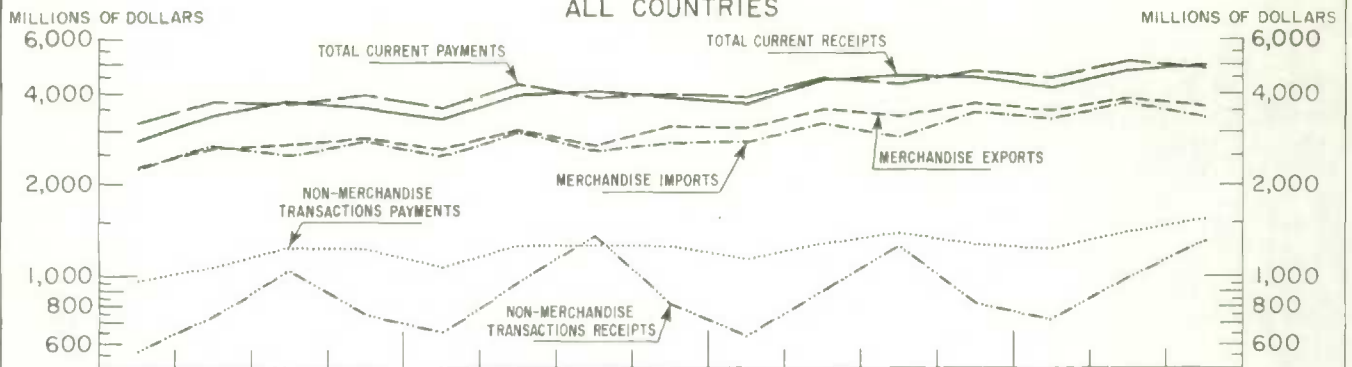 ALL COUNTRIES
MILLIONS OF DOLLARS
MILLIONS OF DOLLARS
6,000
6,000
TOTAL CURRENT PAYMENTS
TOTAL CURRENT RECEIPTS
4,000
4,000
MERCHANDISE EXPORTS
MERCHANDISE IMPORTS
2,000
2,000
NON-MERCHANDISE
TRANSACTIONS PAYMENTS
1,000
1,000
800
800
NON-MERCHANDISE
TRANSACTIONS RECEIPTS
600
600